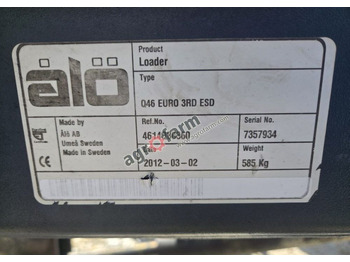 ålö
Product
Loader
Type
Q46 EURO 3RD ESD
Made by
Ålö AB
Umeå Sweden
Made in Sweden
Ref.No.
Serial No.
7357934
2012-03-02
Weight
585 Kg
agroform